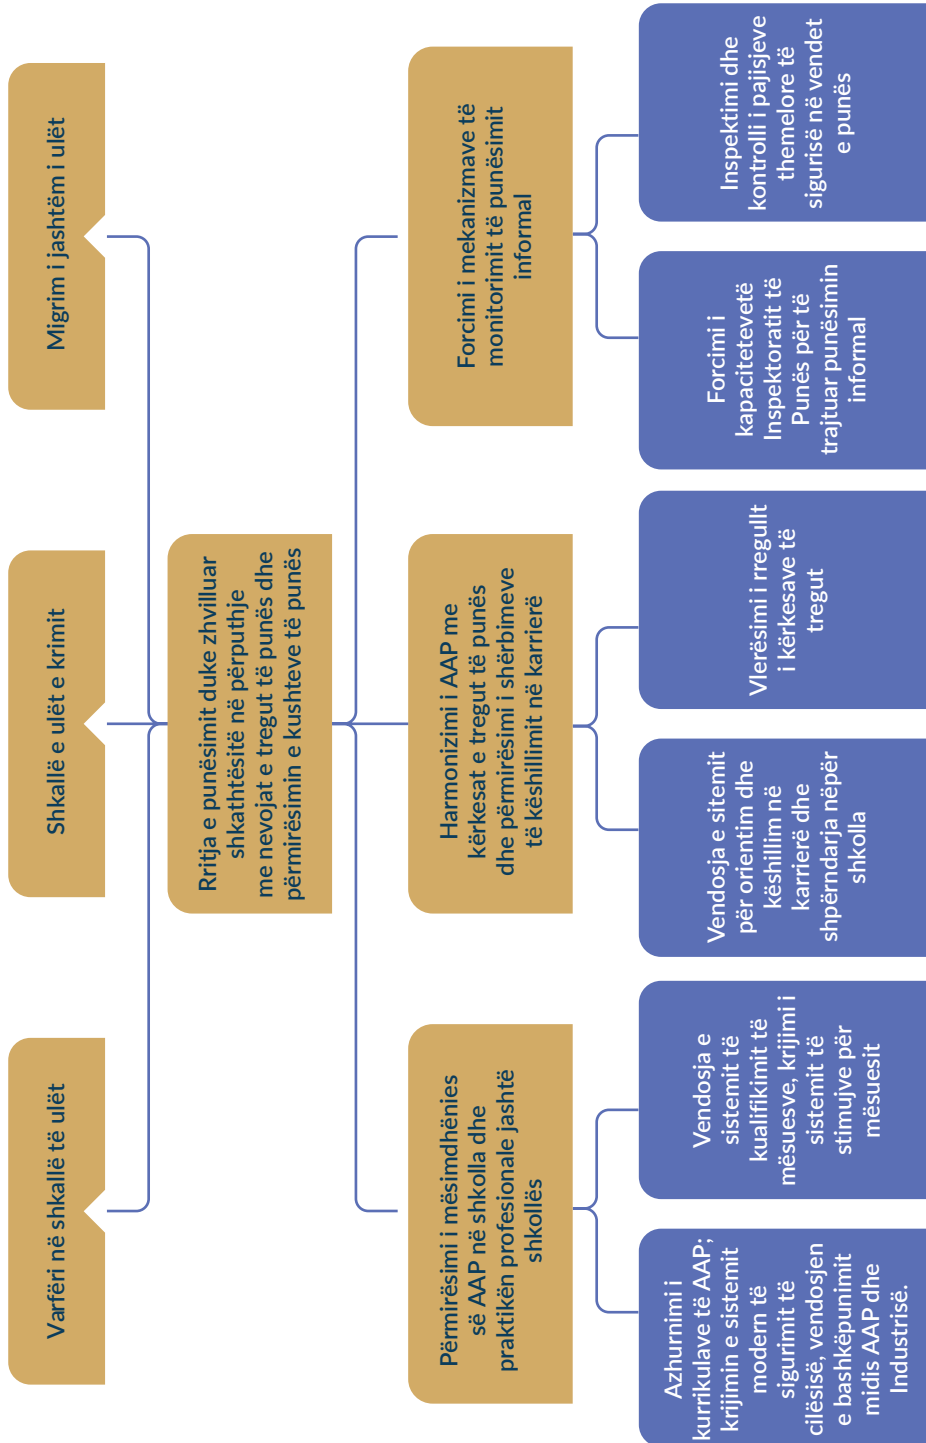 Varfëri në shkallë të ulët
Shkallë e ulët e krimit
Migrim i jashtëm i ulët
Rritja e punësimit duke zhvilluar
shkathtësitë në përputhje
me nevojat e tregut të punës dhe
përmirësimin e kushteve të punës
Përmirësimi i mësimdhënies
së AAP në shkolla dhe
praktikën profesionale jashtë
shkollës
Harmonizimi i AAP me
kërkesat e tregut të punës
dhe përmirësimi i shërbimeve
të këshillimit në karrierë
Forcimi i mekanizmave të
monitorimit të punësimit
informal
Azhurnimi i
kurrikulave të AAP;
krijimin e sistemit
modern të
sigurimit të
cilësisë, vendosjen
e bashkëpunimit
midis AAP dhe
Industrisë.
Vendosja e
sistemit të
kualifikimit të
mësuesve, krijimi i
sistemit të
stimujve për
mësuesit
Vendosja e sitemit
për orientim dhe
këshillim në
karrierë dhe
shpërndarja nëpër
shkolla
Vlerësimi i rregullt
i kërkesave të
tregut
Forcimi i
kapacitetevetë
Inspektoratit të
Punës për të
trajtuar punësimin
informal
Inspektimi dhe
kontrolli i pajisjeve
themelore të
sigurisë në vendet
e punës